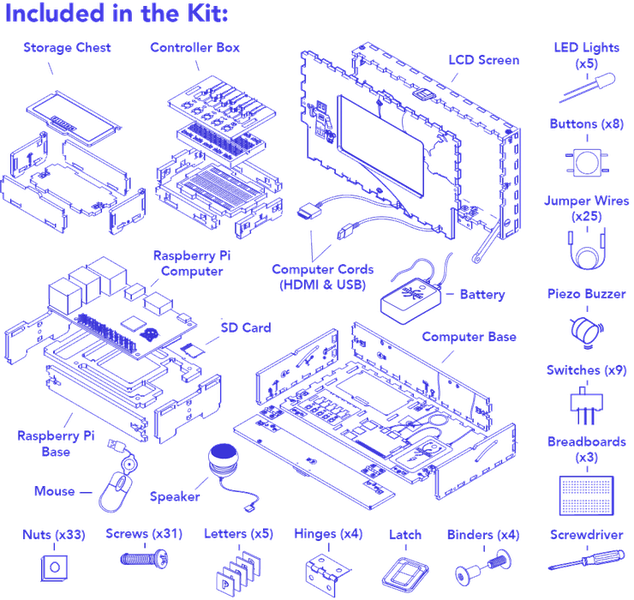 Included in the Kit:
Storage Chest
Controller Box
LCD Screen
LED Lights
(x5)
Buttons (x8)
Jumper Wires
(x25)
Computer Cords
(HDMI & USB)
Raspberry Pi
Computer
SD Card
Battery
Computer Base
Piezo Buzzer
Switches (x9)
Raspberry Pi
Base
Mouse
Speaker
Breadboards
(x3)
Nuts (x33)
Screws (x31)
Letters (x5)
Hinges (x4)
Latch
Binders (x4)
Screwdriver